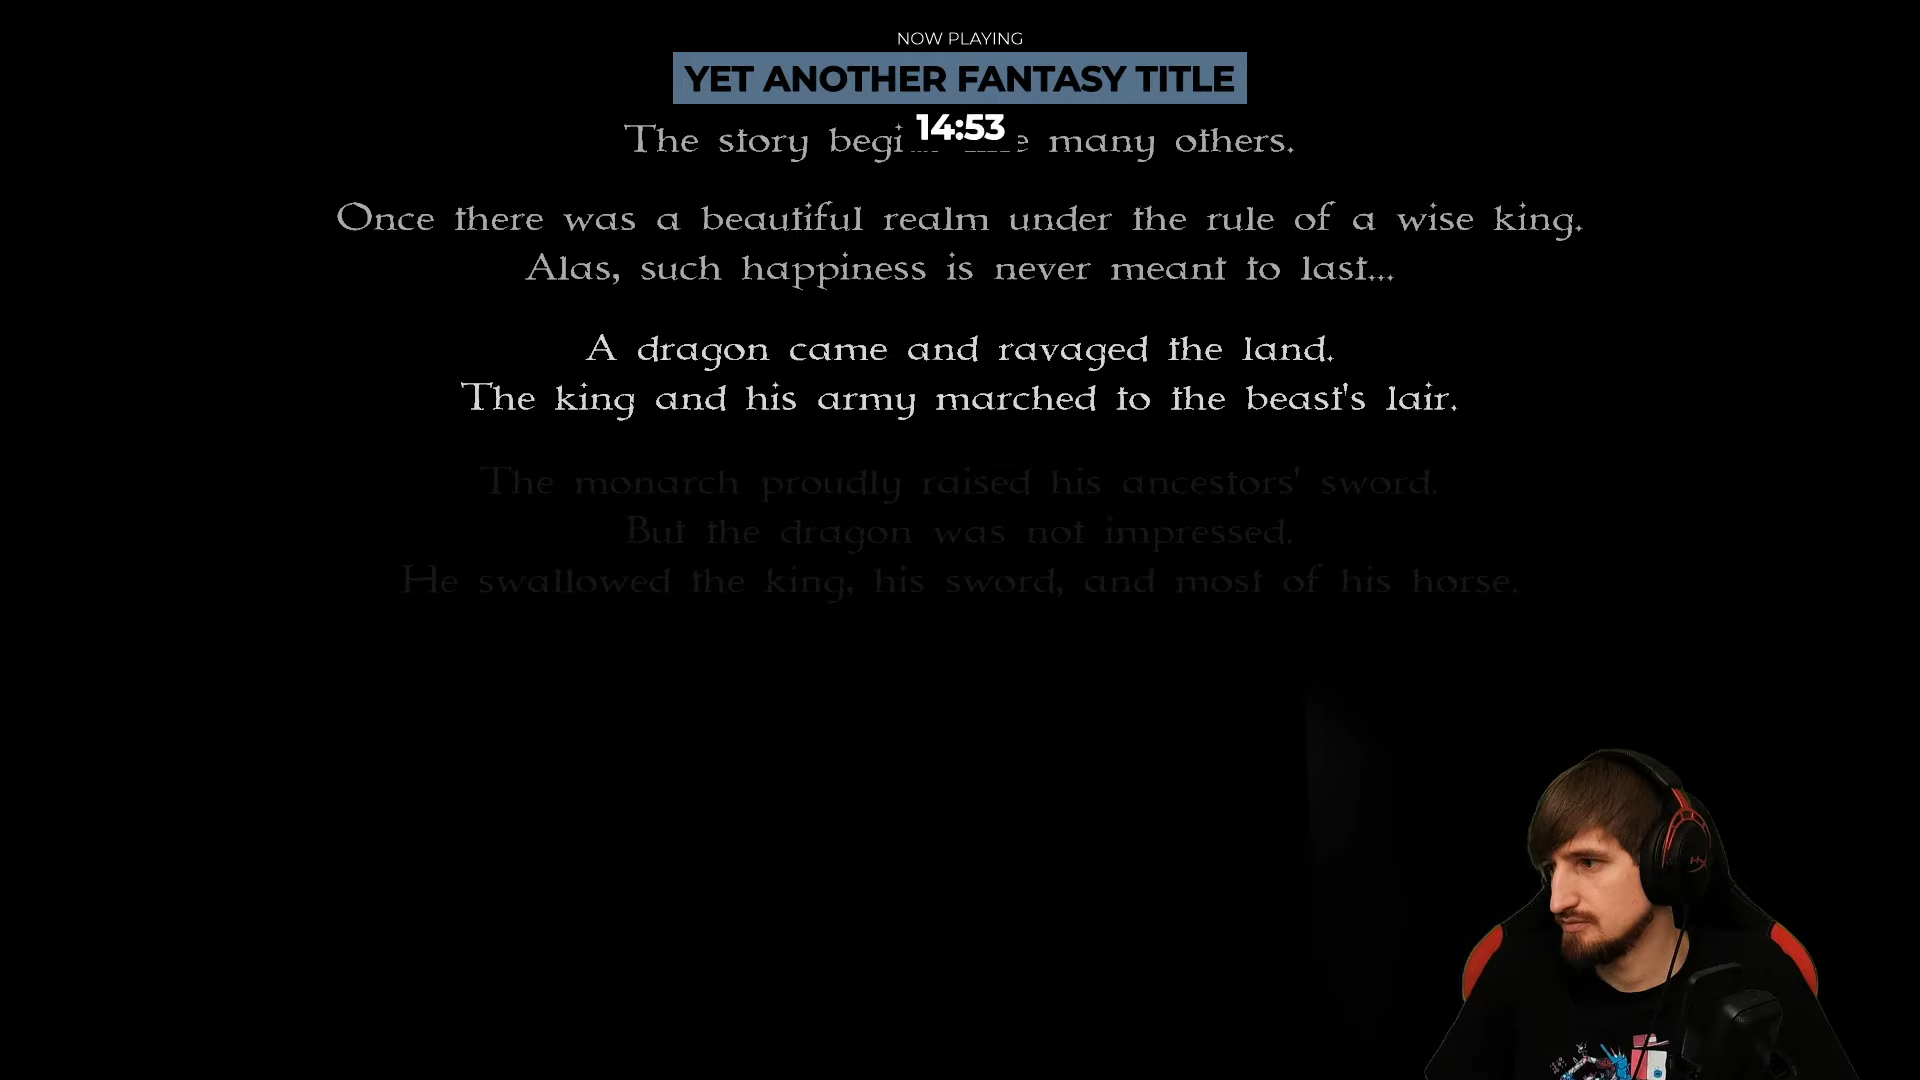 NOW PLAYING
YET ANOTHER FANTASY TITLE
14:53
The story many others.
Once there was a beautiful realm under the rule of a wise king.
Alas, such happiness is never meant to last...
A dragon came and ravaged the land.
The king and his army marched to the beast's lair.
The monarch proudly raised his ancestors' sword.
But the dragon was not impressed.
He swallowed the king, his sword, and most of his horse.